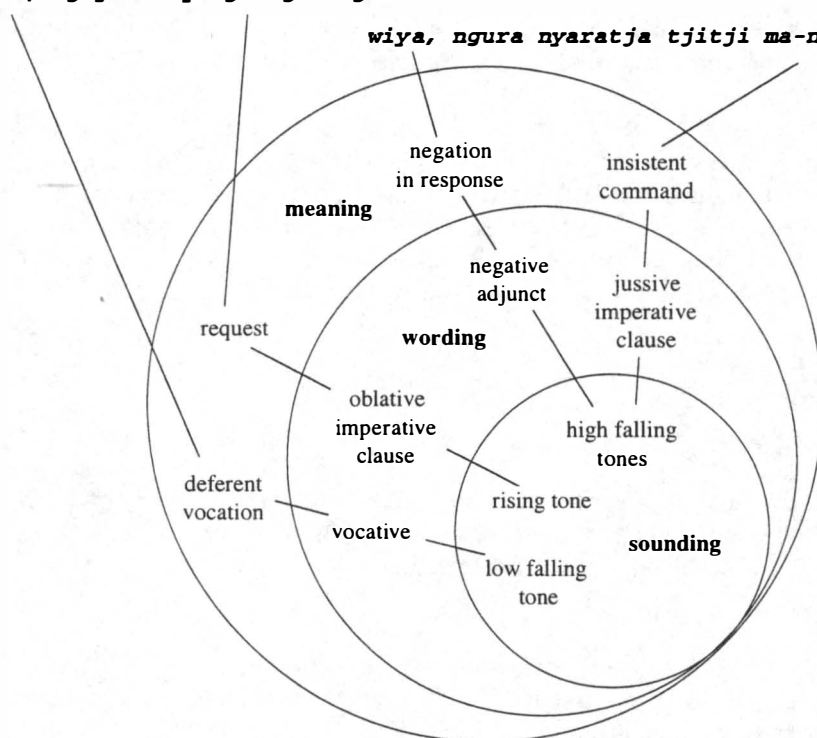 wiya, ngura nyaratja tjitji ma-n
negation
in response
insistent
command
meaning
negative
adjunct
jussive
imperative
clause
request
wording
oblative
imperative
clause
high falling
tones
deferent
vocation
rising tone
vocative
sounding
low falling
tone